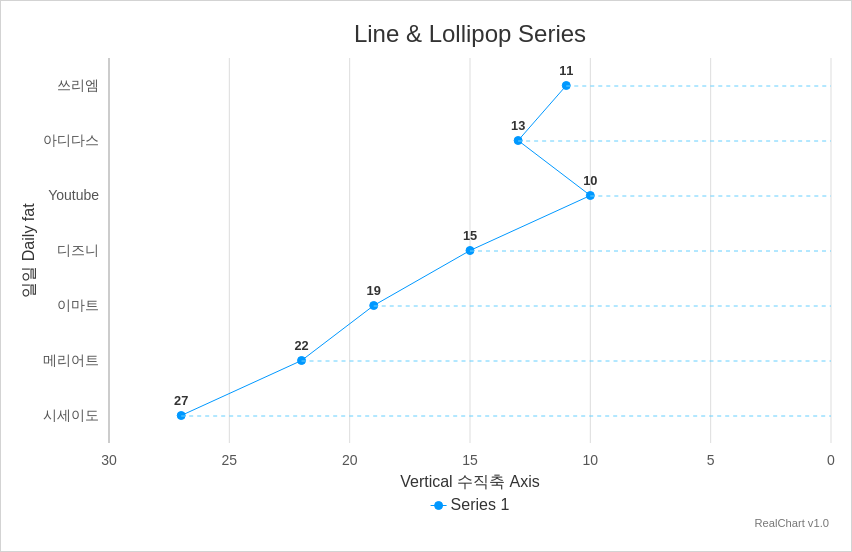 Line & Lollipop Series
쓰리엠
11
아디다스
13
Youtube
10
디즈니
15
이마트
19
메리어트
22
시세이도
27
일일 Daily fat
30 25 20 15 10 5 0
Vertical 수직축 Axis
Series 1
RealChart v1.0